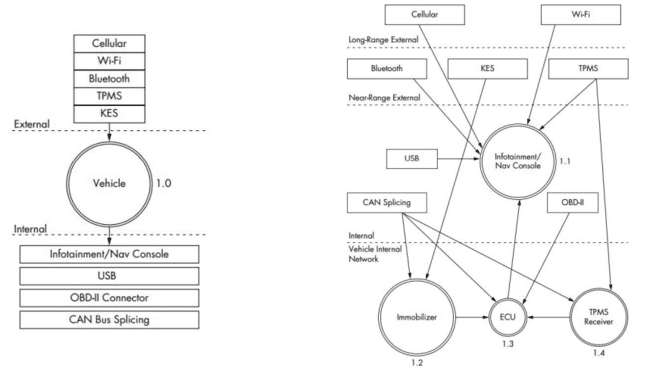 Cellular
Wi-Fi
Bluetooth
TPMS
KES
External
Vehicle
1.0
Internal
Infotainment/Nav Console
USB
OBD-II Connector
CAN Bus Splicing
Cellular
Wi-Fi
Long-Range External
Bluetooth
KES
TPMS
Near-Range External
Infotainment/
Nav Console
1.1
USB
CAN Splicing
OBD-II
Internal
Vehicle Internal
Network
Immobilizer
ECU
TPMS
Receiver
1.2
1.3
1.4